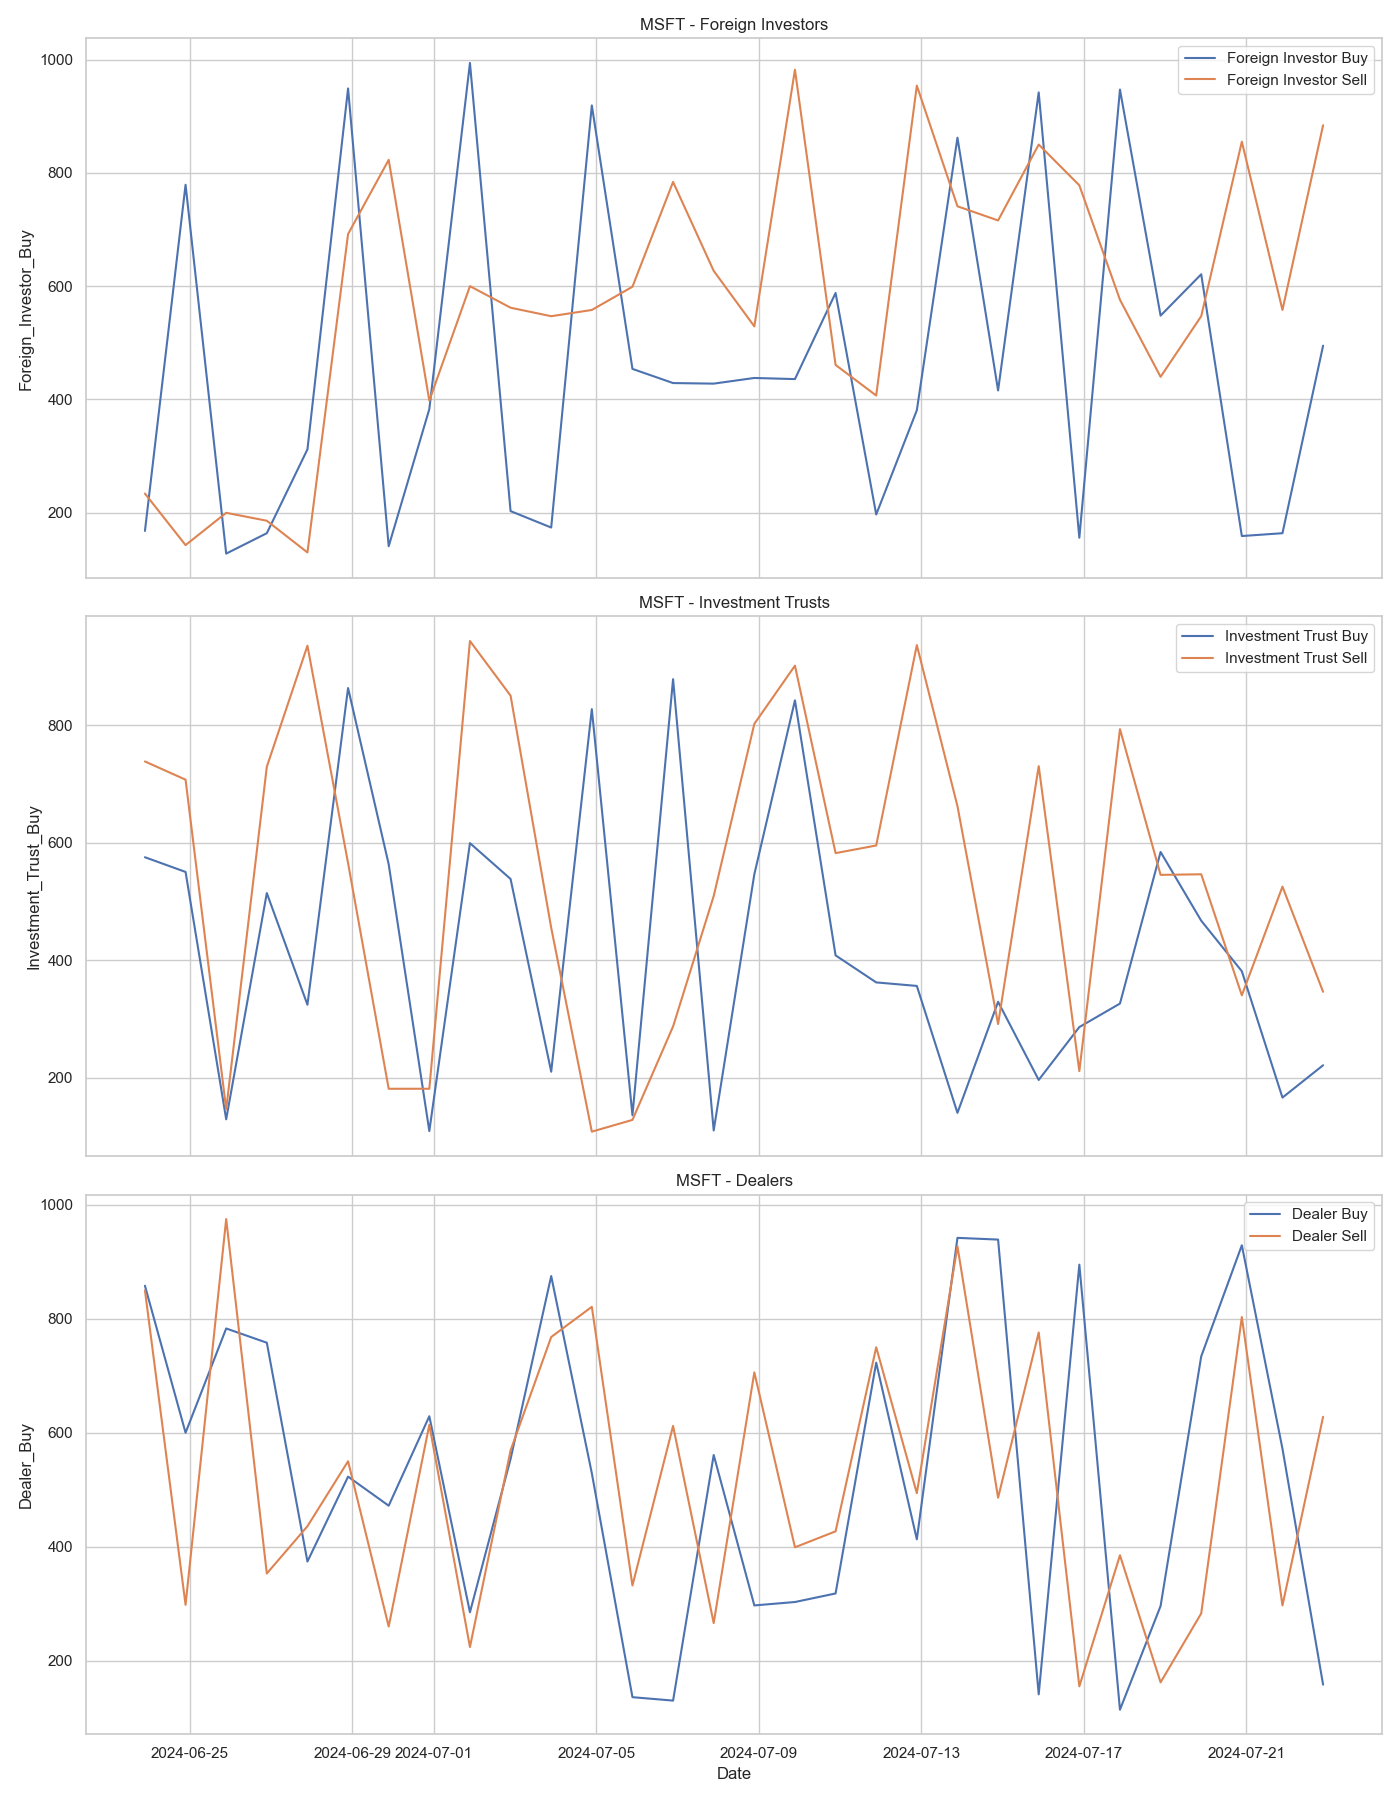 MSFT - Foreign Investors
Foreign Investor Buy
Foreign Investor Sell
Foreign_Investor_Buy
1000
800
600
400
200
MSFT - Investment Trusts
Investment Trust Buy
Investment Trust Sell
Investment_Trust_Buy
800
600
400
200
MSFT - Dealers
Dealer Buy
Dealer Sell
Dealer_Buy
1000
800
600
400
200
2024-06-25 2024-06-29 2024-07-01 2024-07-05 2024-07-09 2024-07-13 2024-07-17 2024-07-21
Date